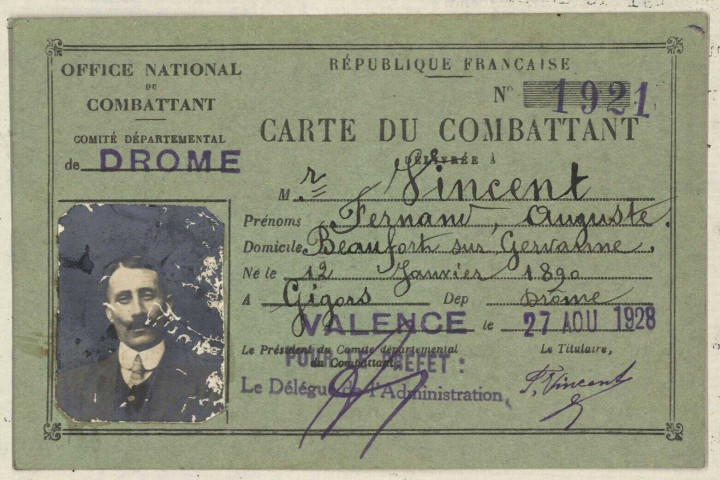 OFFICE NATIONAL
DU
COMBATTANT
COMITÉ DÉPARTEMENTAL
de DROME
RÉPUBLIQUE FRANÇAISE
N° 1921
CARTE DU COMBATTANT
DÉLIVRÉE A
M r Vincent
Prénoms Fernand, Auguste
Domicile Beaufort sur Gervanne
Né le 12 Janvier 1890
A Gigors Dep Drôme
VALENCE le 27 AOU 1928
Le Président du Comité départemental
du Combattant,
Le Titulaire,
POUR LE PREFET :
Le Délégué de l'Administration,
F. Vincent